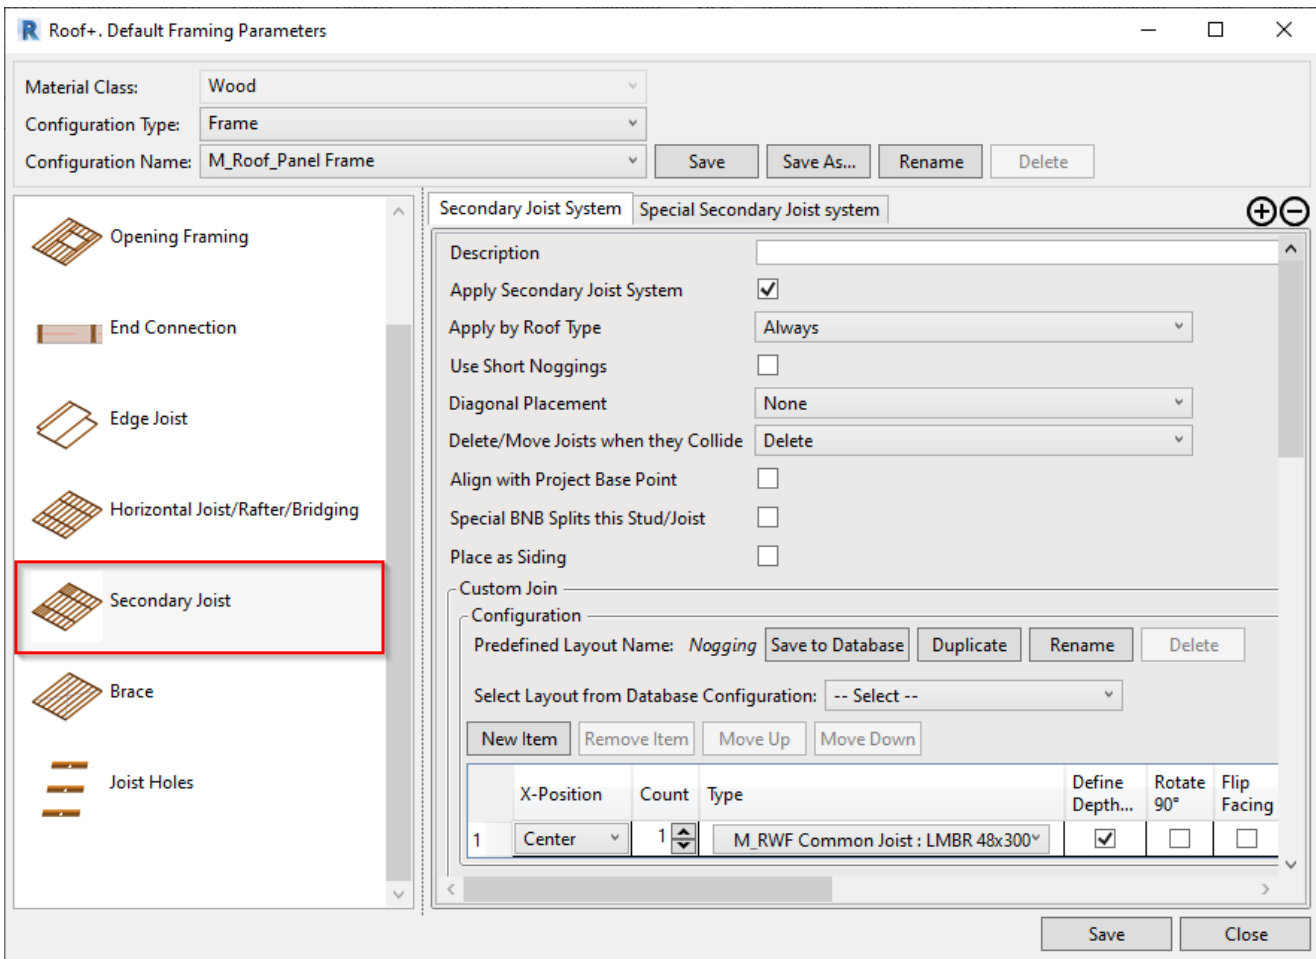 Roof+. Default Framing Parameters
Material Class: Wood
Configuration Type: Frame
Configuration Name: M_Roof_Panel Frame Save Save As... Rename Delete
Opening Framing
End Connection
Edge Joist
Horizontal Joist/Rafter/Bridging
Secondary Joist
Brace
Joist Holes
Secondary Joist System Special Secondary Joist system
Description
Apply Secondary Joist System
Apply by Roof Type Always
Use Short Noggings
Diagonal Placement None
Delete/Move Joists when they Collide Delete
Align with Project Base Point
Special BNB Splits this Stud/Joist
Place as Siding
Custom Join
Configuration
Predefined Layout Name: Nogging Save to Database Duplicate Rename Delete
Select Layout from Database Configuration: -- Select --
New Item Remove Item Move Up Move Down
X-Position Count Type Define Depth... Rotate 90° Flip Facing
1 Center 1 M_RWF Common Joist : LMBR 48x300
Save Close